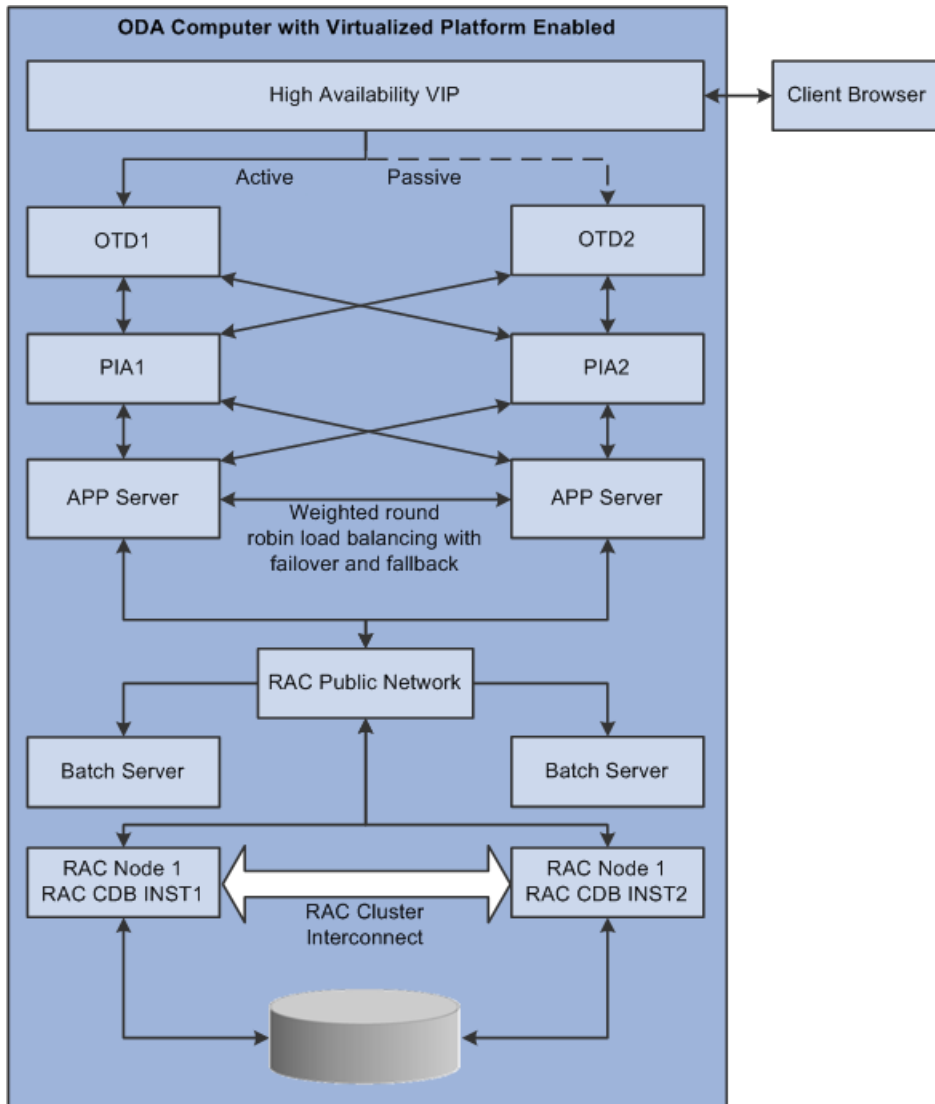 ODA Computer with Virtualized Platform Enabled
High Availability VIP
Client Browser
Active
Passive
OTD1
OTD2
PIA1
PIA2
APP Server
APP Server
Weighted round
robin load balancing with
failover and fallback
RAC Public Network
Batch Server
Batch Server
RAC Node 1
RAC CDB INST1
RAC Node 1
RAC CDB INST2
RAC Cluster
Interconnect